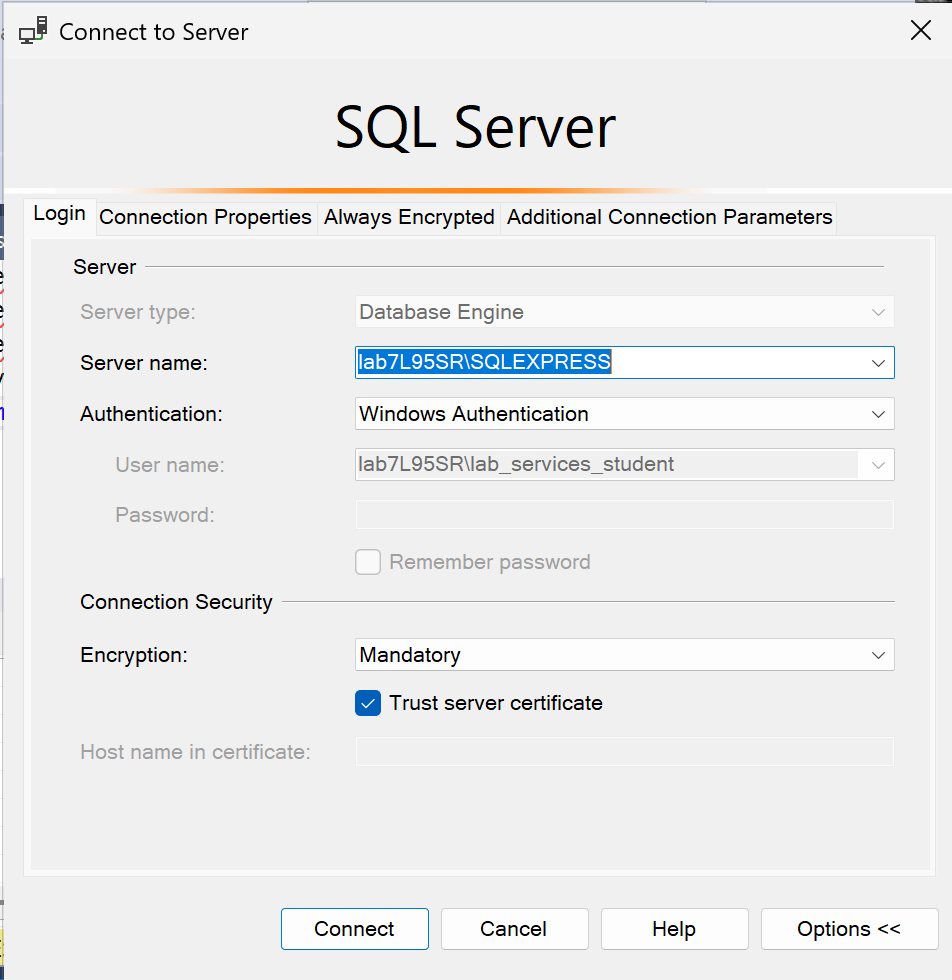 Connect to Server
SQL Server
Login Connection Properties Always Encrypted Additional Connection Parameters
Server
Server type: Database Engine
Server name: lab7L95SR\SQLEXPRESS
Authentication: Windows Authentication
User name: lab7L95SR\lab_services_student
Password:
Remember password
Connection Security
Encryption: Mandatory
Trust server certificate
Host name in certificate:
Connect Cancel Help Options <<